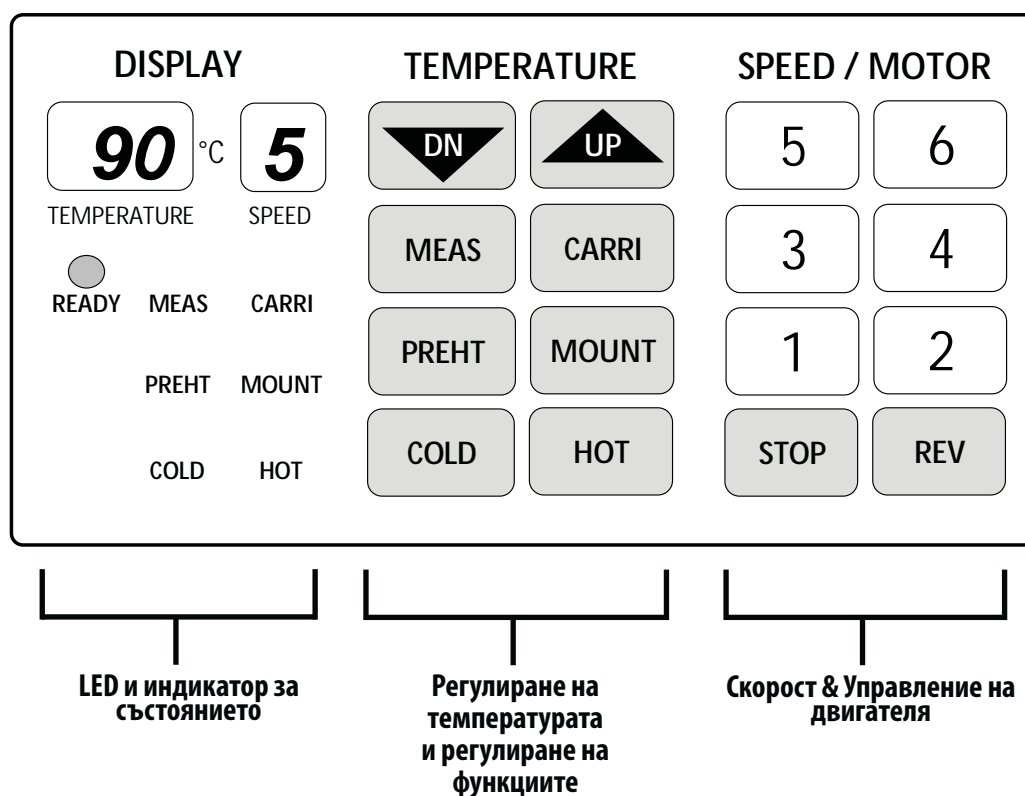 DISPLAY
90 °C 5
TEMPERATURE SPEED
READY MEAS CARRI
PREHT MOUNT
COLD HOT
TEMPERATURE
DN UP
MEAS CARRI
PREHT MOUNT
COLD HOT
SPEED / MOTOR
5 6
3 4
1 2
STOP REV
LED и индикатор за
състоянието
Регулиране на
температурата
и регулиране на
функциите
Скорост & Управление на
двигателя